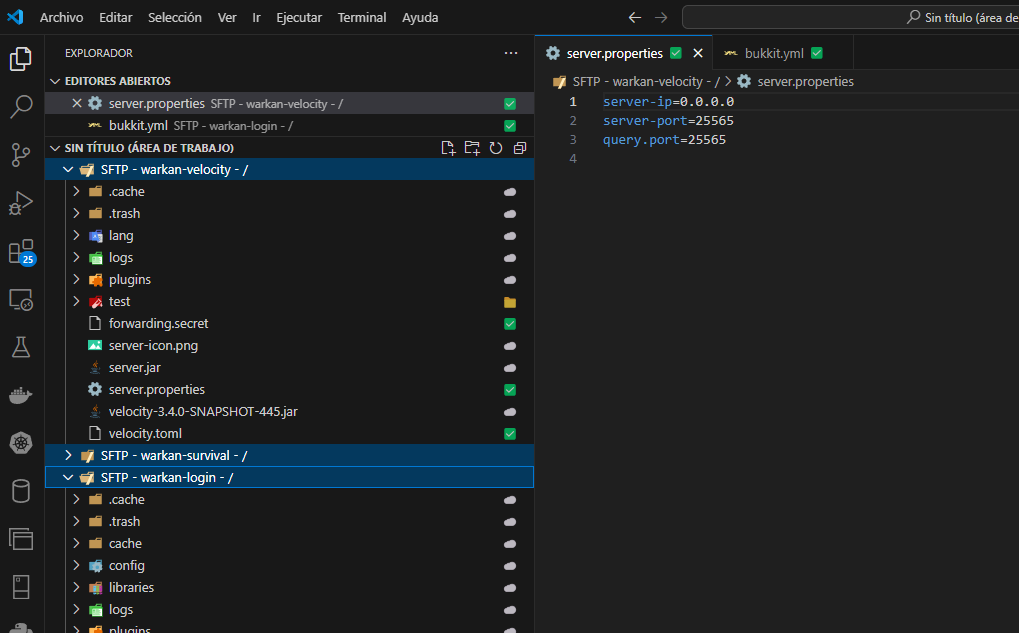 Archivo Editar Selección Ver Ir Ejecutar Terminal Ayuda
Sin título (área de
EXPLORADOR
EDITORES ABIERTOS
server.properties SFTP - warkan-velocity - /
bukkit.yml SFTP - warkan-login - /
SIN TÍTULO (ÁREA DE TRABAJO)
SFTP - warkan-velocity - /
.cache
.trash
lang
logs
plugins
test
forwarding.secret
server-icon.png
server.jar
server.properties
velocity-3.4.0-SNAPSHOT-445.jar
velocity.toml
SFTP - warkan-survival - /
SFTP - warkan-login - /
.cache
.trash
cache
config
libraries
logs
plugins
25
server.properties bukkit.yml
SFTP - warkan-velocity - / > server.properties
1 server-ip=0.0.0.0
2 server-port=25565
3 query.port=25565
4